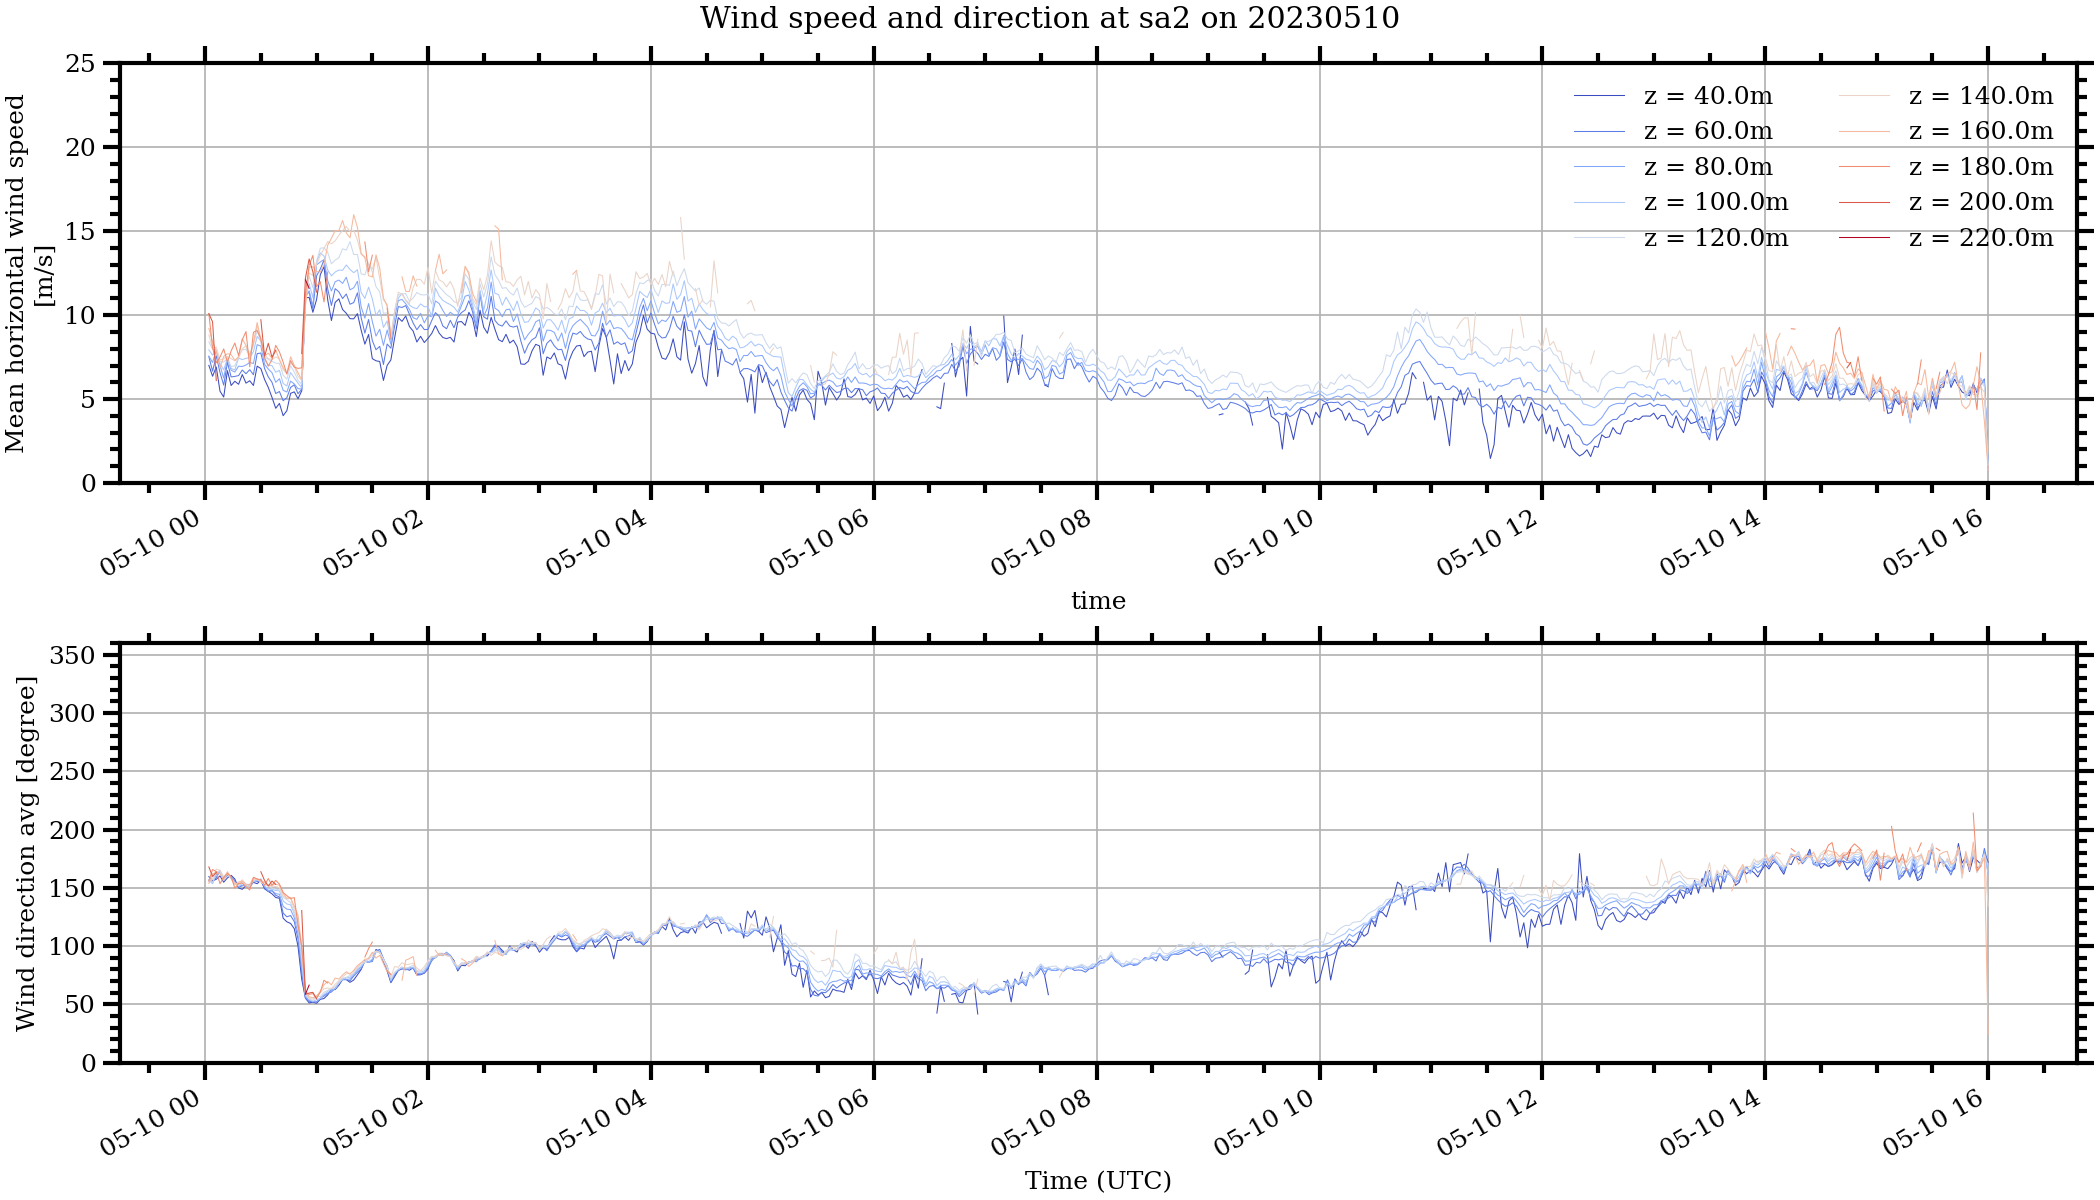 Wind speed and direction at sa2 on 20230510
Mean horizontal wind speed
[m/s]
25
20
15
10
5
0
z = 40.0m
z = 60.0m
z = 80.0m
z = 100.0m
z = 120.0m
z = 140.0m
z = 160.0m
z = 180.0m
z = 200.0m
z = 220.0m
05-10 00
05-10 02
05-10 04
05-10 06
05-10 08
05-10 10
05-10 12
05-10 14
05-10 16
time
Wind direction avg [degree]
350
300
250
200
150
100
50
0
05-10 00
05-10 02
05-10 04
05-10 06
05-10 08
05-10 10
05-10 12
05-10 14
05-10 16
Time (UTC)